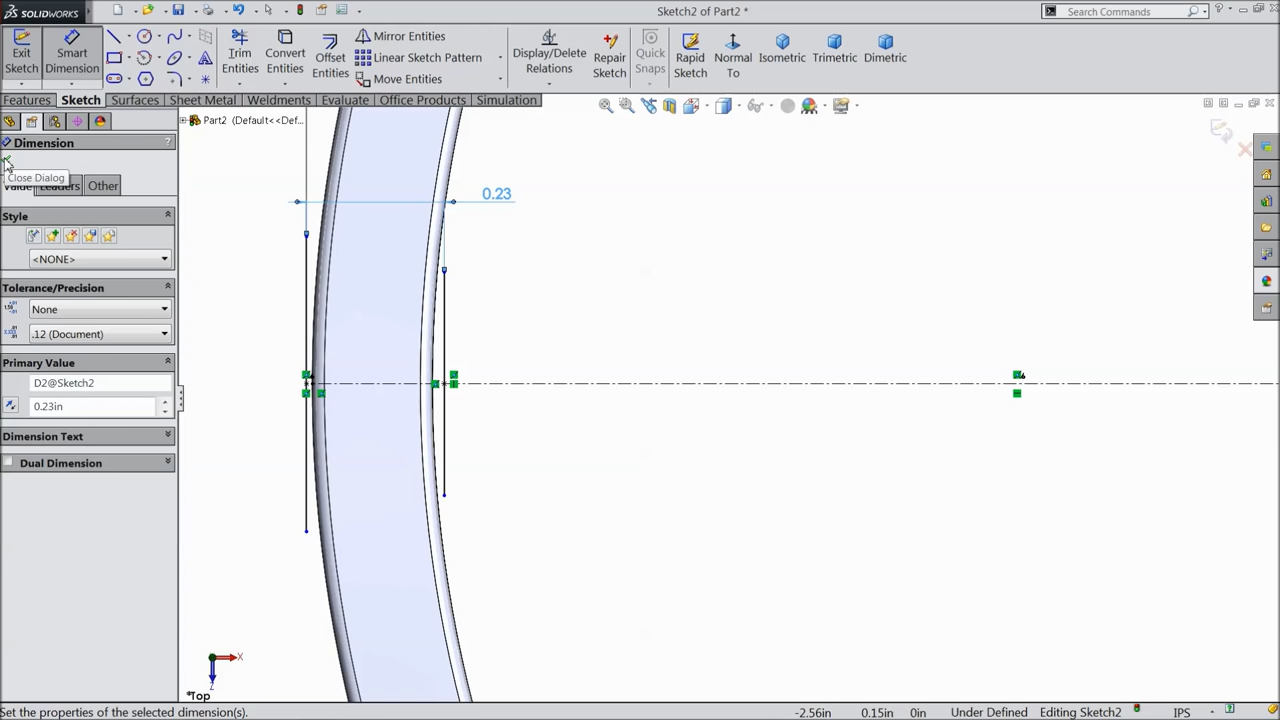 SOLIDWORKS
Sketch2 of Part2 *
Search Commands
Exit Sketch
Smart Dimension
Trim Entities
Convert Entities
Offset Entities
Mirror Entities
Linear Sketch Pattern
Move Entities
Display/Delete Relations
Repair Sketch
Quick Snaps
Rapid Sketch
Normal To
Isometric
Trimetric
Dimetric
Features
Sketch
Surfaces
Sheet Metal
Weldments
Evaluate
Office Products
Simulation
Part2 (Default<<Def...
Dimension
?
Close Dialog
Value
Leaders
Other
Style
<NONE>
Tolerance/Precision
None
.12 (Document)
Primary Value
D2@Sketch2
0.23in
Dimension Text
Dual Dimension
0.23
X
Z
*Top
Set the properties of the selected dimension(s).
-2.56in
0.15in
0in
Under Defined
Editing Sketch2
IPS